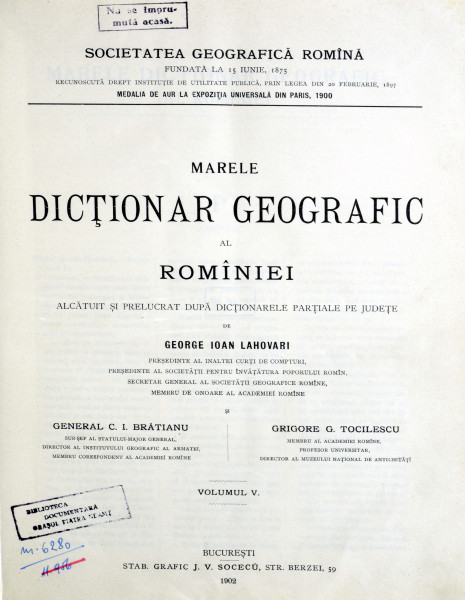 Nu se împru-
mută acasă.
SOCIETATEA GEOGRAFICĂ ROMÎNĂ
FUNDATĂ LA 15 IUNIE, 1875
RECUNOSCUTĂ DREPT INSTITUȚIE DE UTILITATE PUBLICĂ, PRIN LEGEA DIN 20 FEBRUARIE, 1897
MEDALIA DE AUR LA EXPOZIȚIA UNIVERSALĂ DIN PARIS, 1900
MARELE
DICȚIONAR GEOGRAFIC
AL
ROMÎNIEI
ALCĂTUIT ȘI PRELUCRAT DUPĂ DICȚIONARELE PARȚIALE PE JUDEȚE
DE
GEORGE IOAN LAHOVARI
PREȘEDINTE AL INALTEI CURȚI DE COMPTURI,
PREȘEDINTE AL SOCIETĂȚII PENTRU ÎNVĂȚĂTURA POPORULUI ROMÎN,
SECRETAR GENERAL AL SOCIETĂȚII GEOGRAFICE ROMÎNE,
MEMBRU DE ONOARE AL ACADEMIEI ROMÎNE
ȘI
GENERAL C. I. BRĂTIANU
SUB-ȘEF AL STATULUI-MAJOR GENERAL,
DIRECTOR AL INSTITUTULUI GEOGRAFIC AL ARMATEI,
MEMBRU CORESPONDENT AL ACADEMIEI ROMÎNE
GRIGORE G. TOCILESCU
MEMBRU AL ACADEMIEI ROMÎNE,
PROFESOR UNIVERSITAR,
DIRECTOR AL MUZEULUI NAȚIONAL DE ANTICHITĂȚÍ
VOLUMUL V.
BIBLIOTECA
DOCUMENTARĂ
ORAȘUL PIATRA NEAMȚ
6280
BUCUREȘTI
STAB. GRAFIC J. V. SOCECŬ, STR. BERZEI, 59
1902